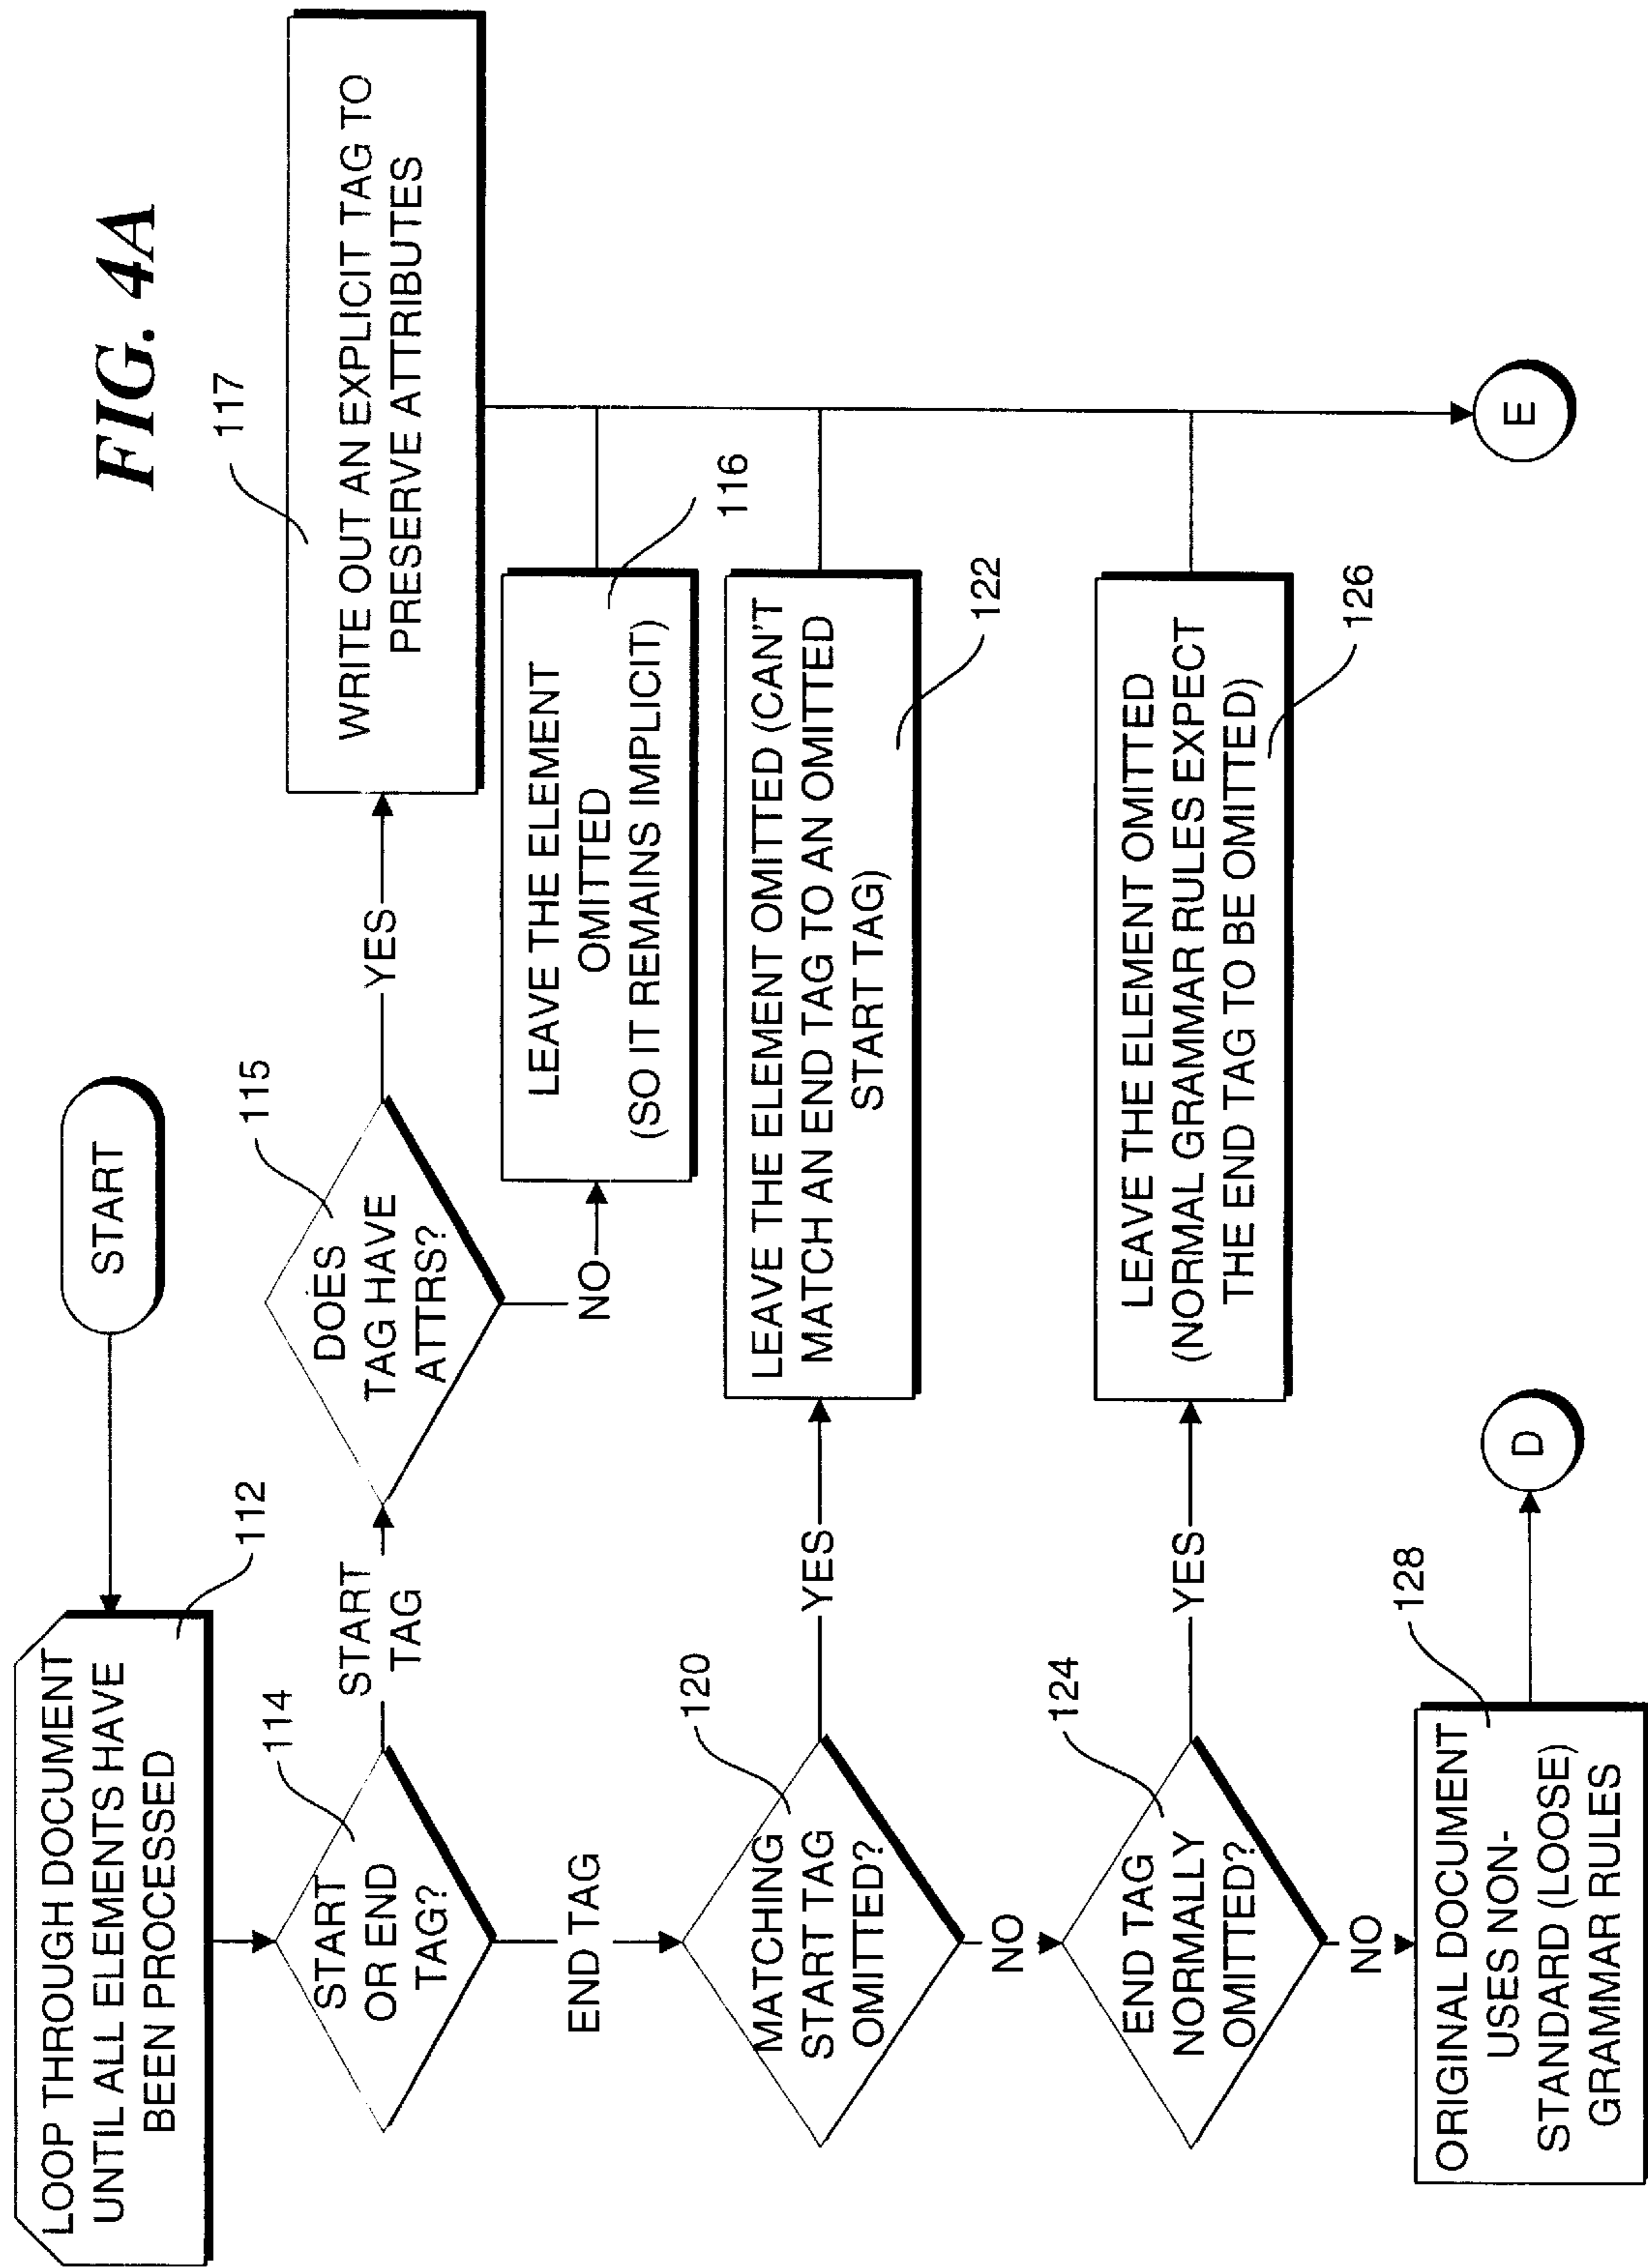 FIG. 4A
START
LOOP THROUGH DOCUMENT
UNTIL ALL ELEMENTS HAVE
BEEN PROCESSED
112
START
OR END
TAG?
114
START
TAG
DOES
TAG HAVE
ATTRS?
115
YES
WRITE OUT AN EXPLICIT TAG TO
PRESERVE ATTRIBUTES
117
NO
LEAVE THE ELEMENT
OMITTED
(SO IT REMAINS IMPLICIT)
116
END TAG
MATCHING
START TAG
OMITTED?
120
YES
LEAVE THE ELEMENT OMITTED (CAN'T
MATCH AN END TAG TO AN OMITTED
START TAG)
122
NO
END TAG
NORMALLY
OMITTED?
124
YES
LEAVE THE ELEMENT OMITTED
(NORMAL GRAMMAR RULES EXPECT
THE END TAG TO BE OMITTED)
126
NO
ORIGINAL DOCUMENT
USES NON-
STANDARD (LOOSE)
GRAMMAR RULES
128
D
E